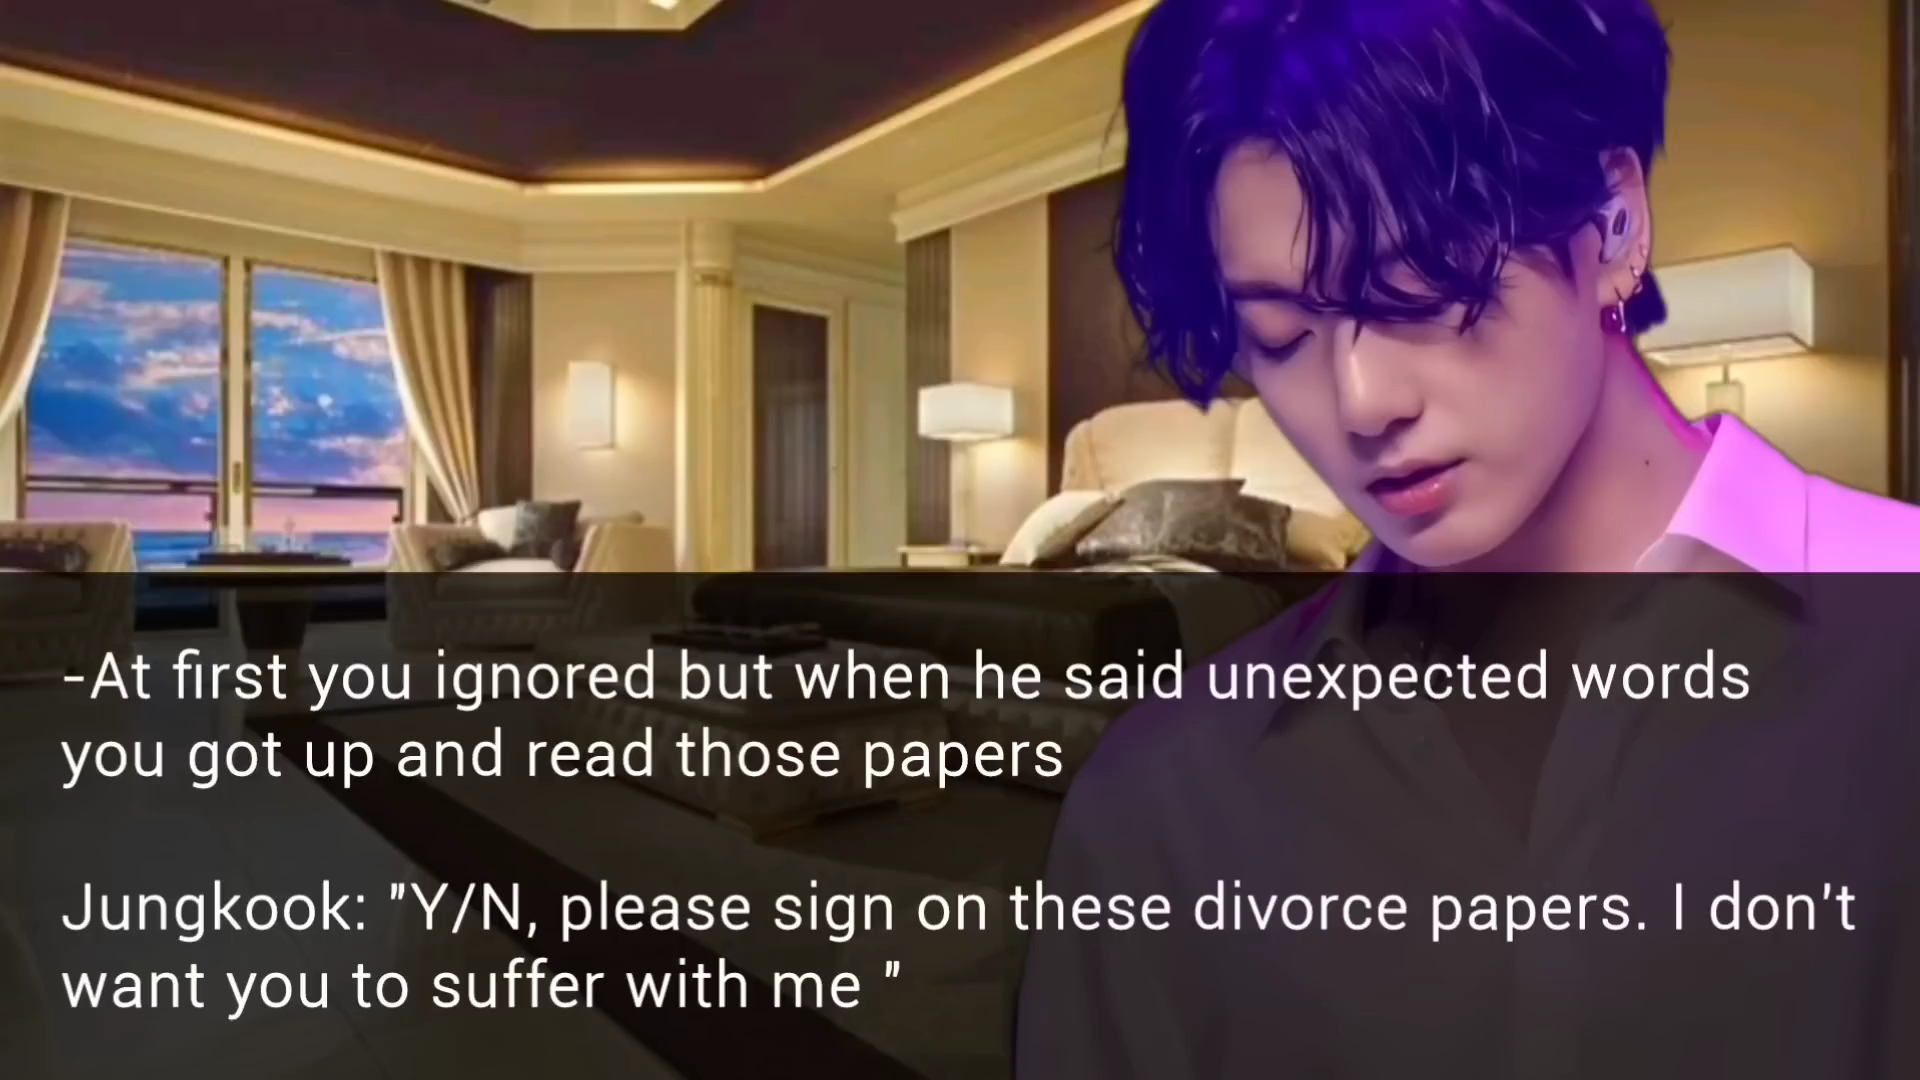 -At first you ignored but when he said unexpected words
you got up and read those papers
Jungkook: "Y/N, please sign on these divorce papers. I don't
want you to suffer with me "